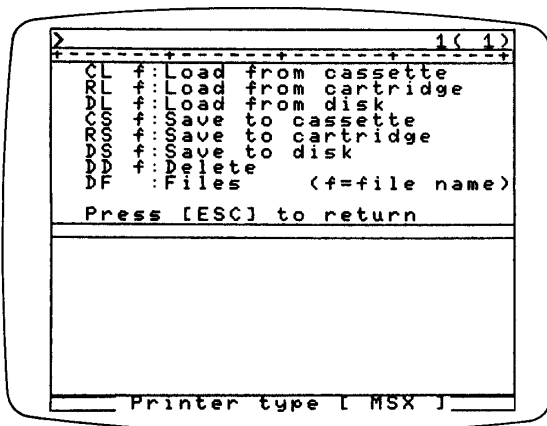 > 1( 1)
+-----+-----+-----+-----+
CL f:Load from cassette
RL f:Load from cartridge
DL f:Load from disk
CS f:Save to cassette
RS f:Save to cartridge
DS f:Save to disk
DD f:Delete
DF :Files (f=file name)
Press [ESC] to return
Printer type [ MSX ]